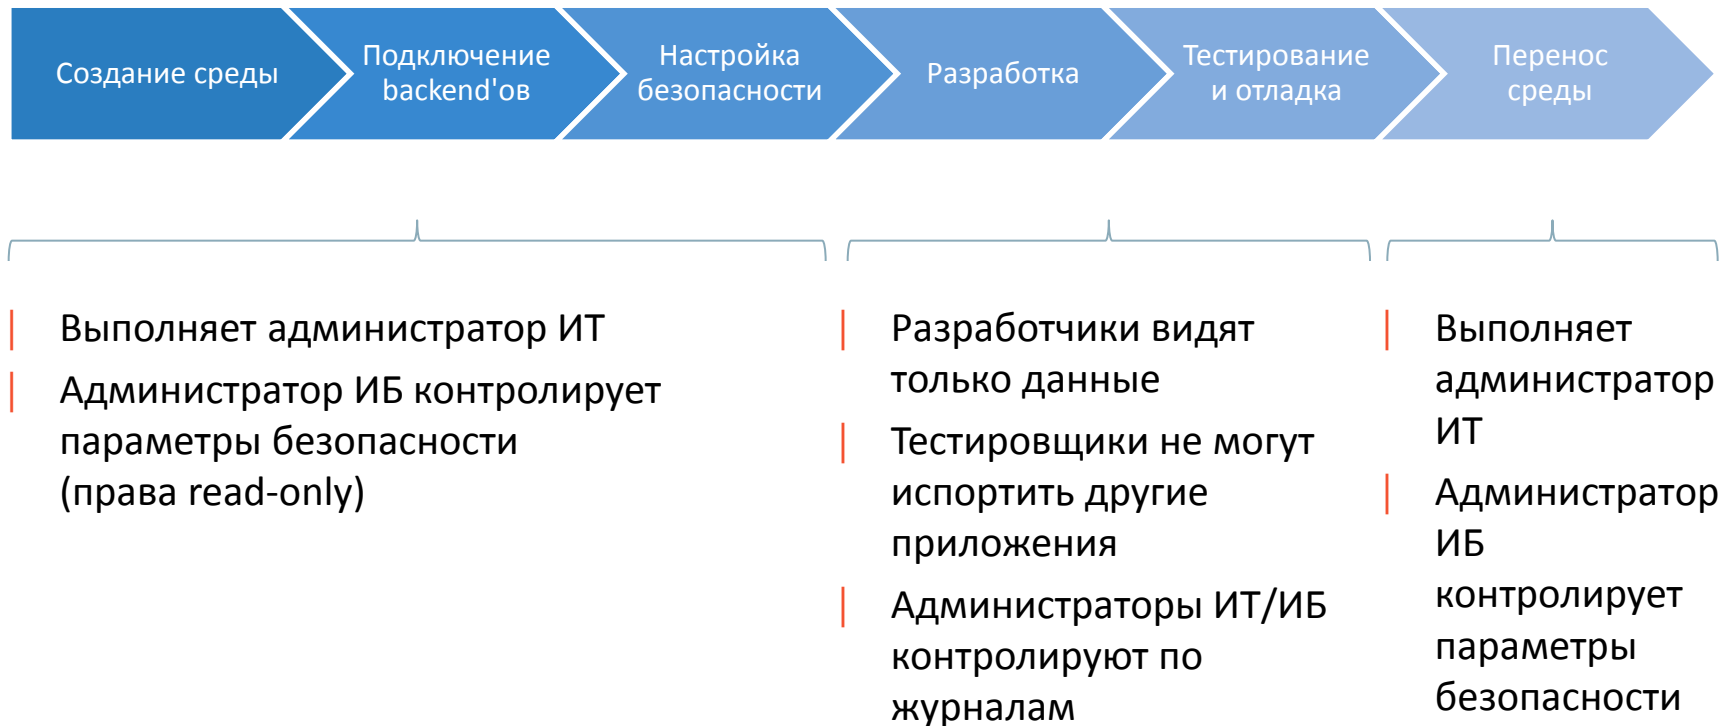 Создание среды
Подключение
backend'ов
Настройка
безопасности
Разработка
Тестирование
и отладка
Перенос
среды
Выполняет администратор ИТ
Администратор ИБ контролирует
параметры безопасности
(права read-only)
Разработчики видят
только данные
Тестировщики не могут
испортить другие
приложения
Администраторы ИТ/ИБ
контролируют по
журналам
Выполняет
администратор
ИТ
Администратор
ИБ
контролирует
параметры
безопасности